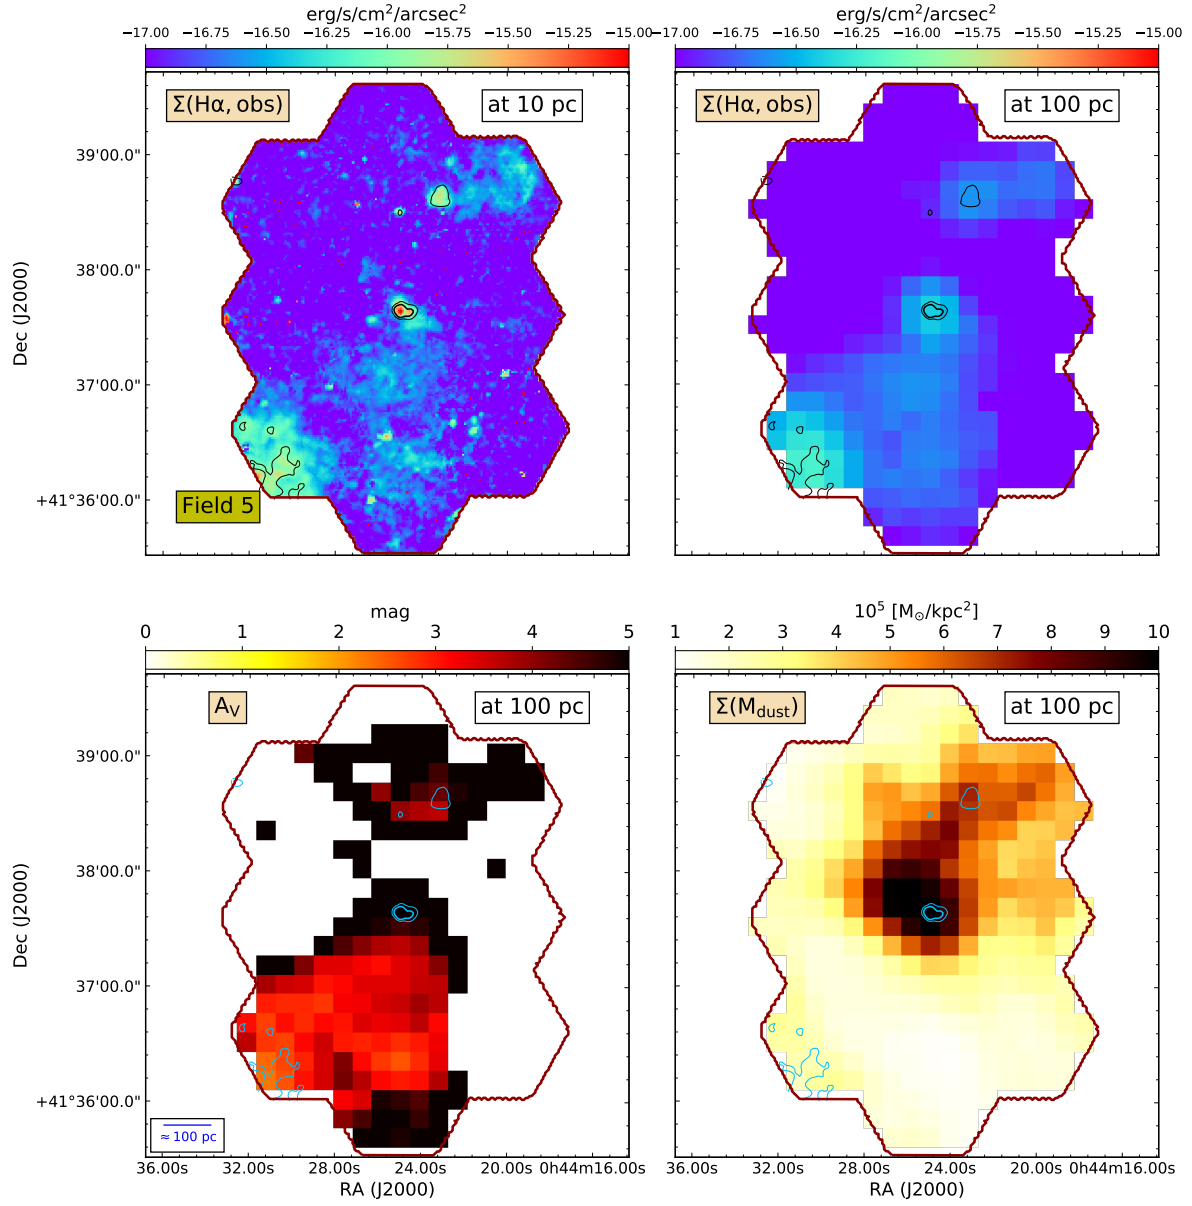 erg/s/cm²/arcsec²
−17.00 −16.75 −16.50 −16.25 −16.00 −15.75 −15.50 −15.25 −15.00
Σ(Hα, obs)
at 10 pc
39'00.0"
38'00.0"
37'00.0"
+41°36'00.0"
Dec (J2000)
Field 5
erg/s/cm²/arcsec²
−17.00 −16.75 −16.50 −16.25 −16.00 −15.75 −15.50 −15.25 −15.00
Σ(Hα, obs)
at 100 pc
mag
0 1 2 3 4 5
A_V
at 100 pc
39'00.0"
38'00.0"
37'00.0"
+41°36'00.0"
Dec (J2000)
≈ 100 pc
36.00s 32.00s 28.00s 24.00s 20.00s 0h44m16.00s
RA (J2000)
10⁵ [M⊙/kpc²]
1 2 3 4 5 6 7 8 9 10
Σ(M_dust)
at 100 pc
36.00s 32.00s 28.00s 24.00s 20.00s 0h44m16.00s
RA (J2000)